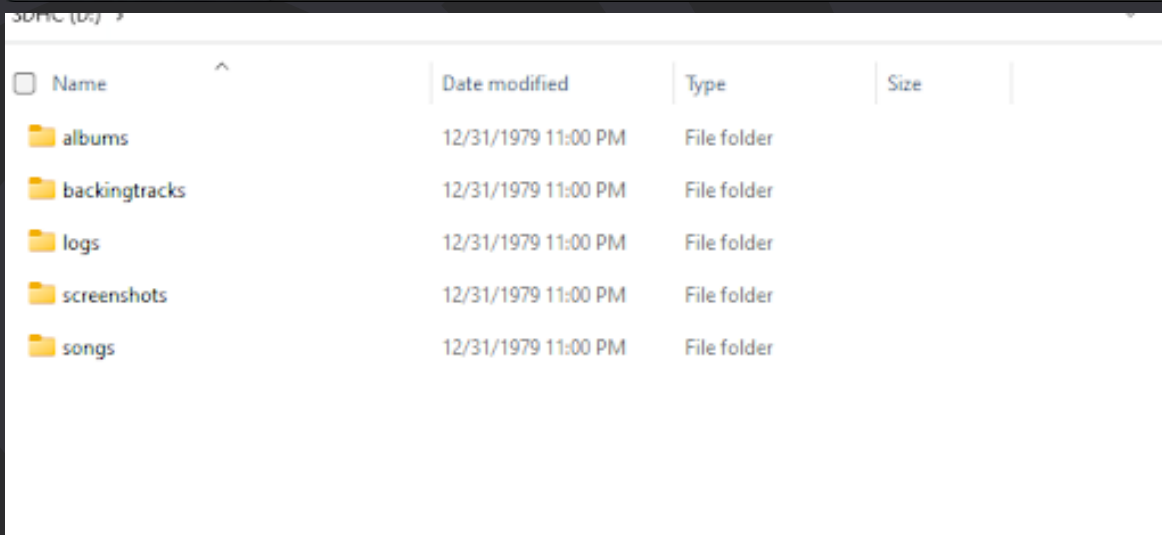 SDHC (D:) >
Name Date modified Type Size
albums 12/31/1979 11:00 PM File folder
backingtracks 12/31/1979 11:00 PM File folder
logs 12/31/1979 11:00 PM File folder
screenshots 12/31/1979 11:00 PM File folder
songs 12/31/1979 11:00 PM File folder